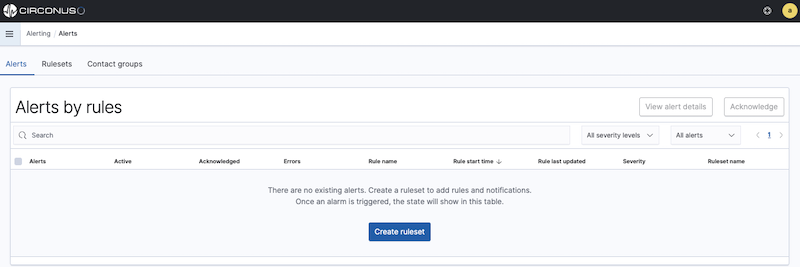 CIRCONUS
a
Alerting / Alerts
Alerts Rulesets Contact groups
Alerts by rules
View alert details Acknowledge
Search All severity levels All alerts 1
Alerts Active Acknowledged Errors Rule name Rule start time Rule last updated Severity Ruleset name
There are no existing alerts. Create a ruleset to add rules and notifications.
Once an alarm is triggered, the state will show in this table.
Create ruleset